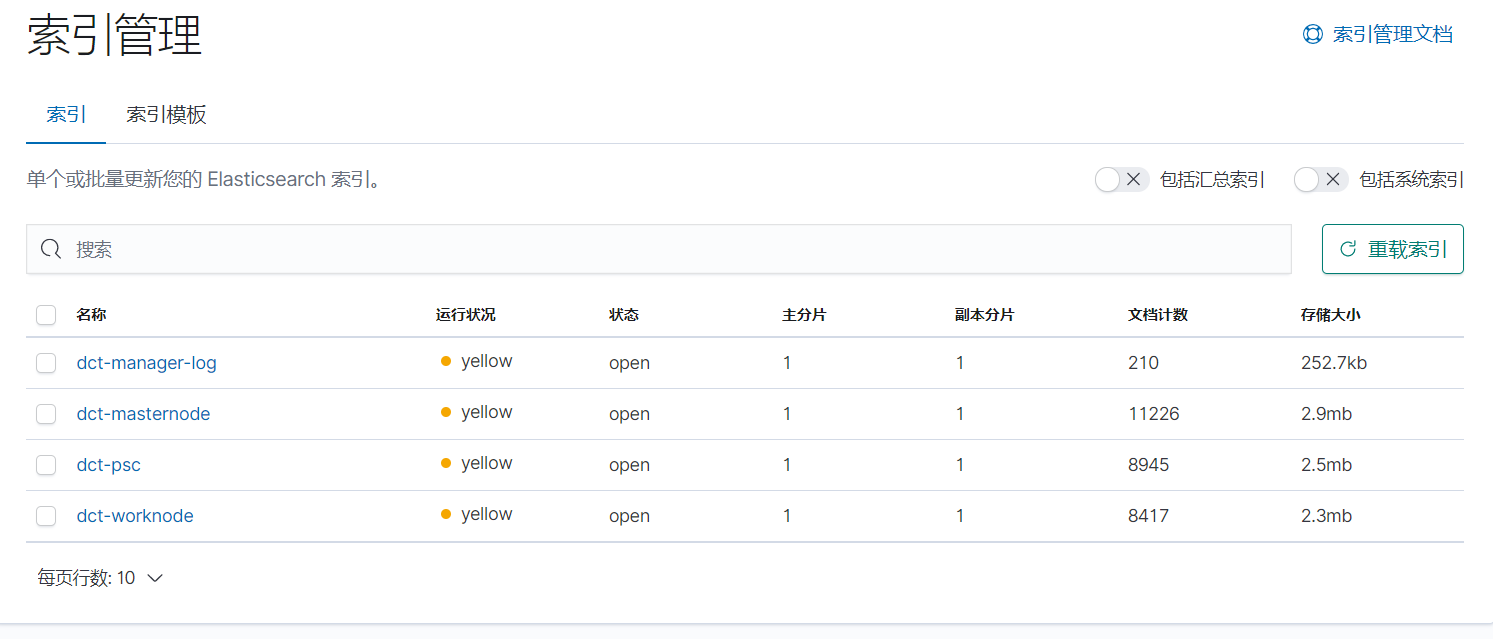 索引管理
索引管理文档
索引 索引模板
单个或批量更新您的 Elasticsearch 索引。 包括汇总索引 包括系统索引
搜索 重载索引
名称 运行状况 状态 主分片 副本分片 文档计数 存储大小
dct-manager-log yellow open 1 1 210 252.7kb
dct-masternode yellow open 1 1 11226 2.9mb
dct-psc yellow open 1 1 8945 2.5mb
dct-worknode yellow open 1 1 8417 2.3mb
每页行数: 10